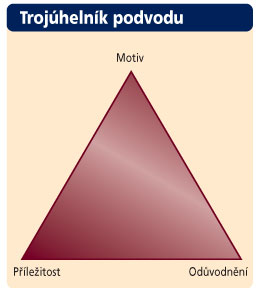 Trojúhelník podvodu
Motiv
Příležitost
Odůvodnění